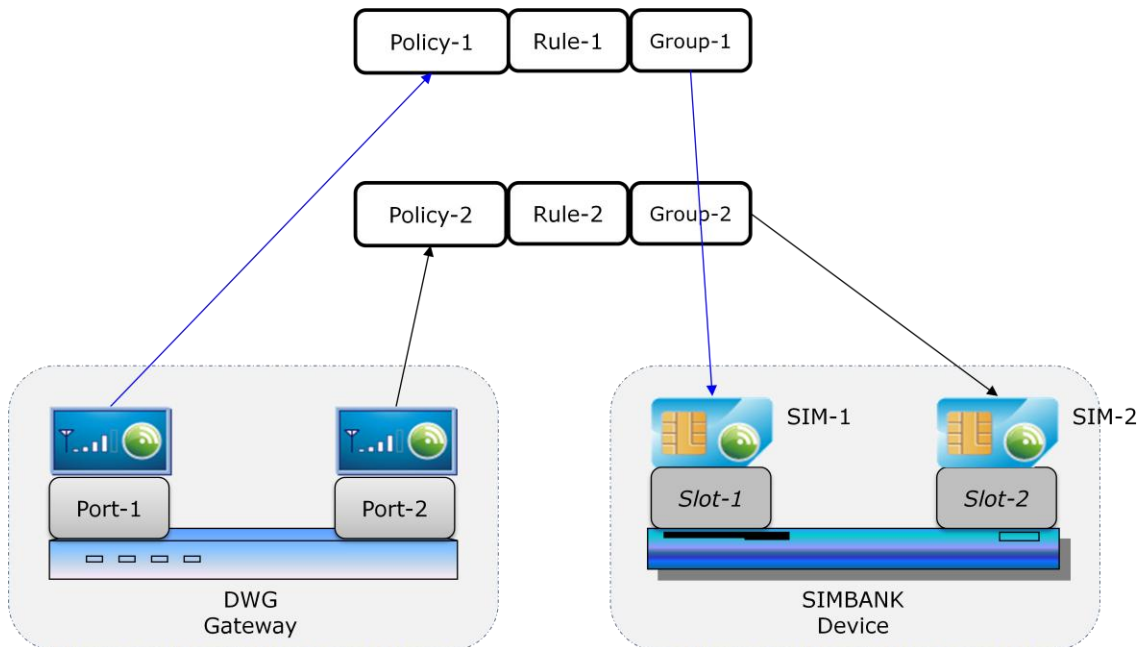 Policy-1 Rule-1 Group-1
Policy-2 Rule-2 Group-2
SIM-1
SIM-2
Port-1
Port-2
Slot-1
Slot-2
DWG
Gateway
SIMBANK
Device